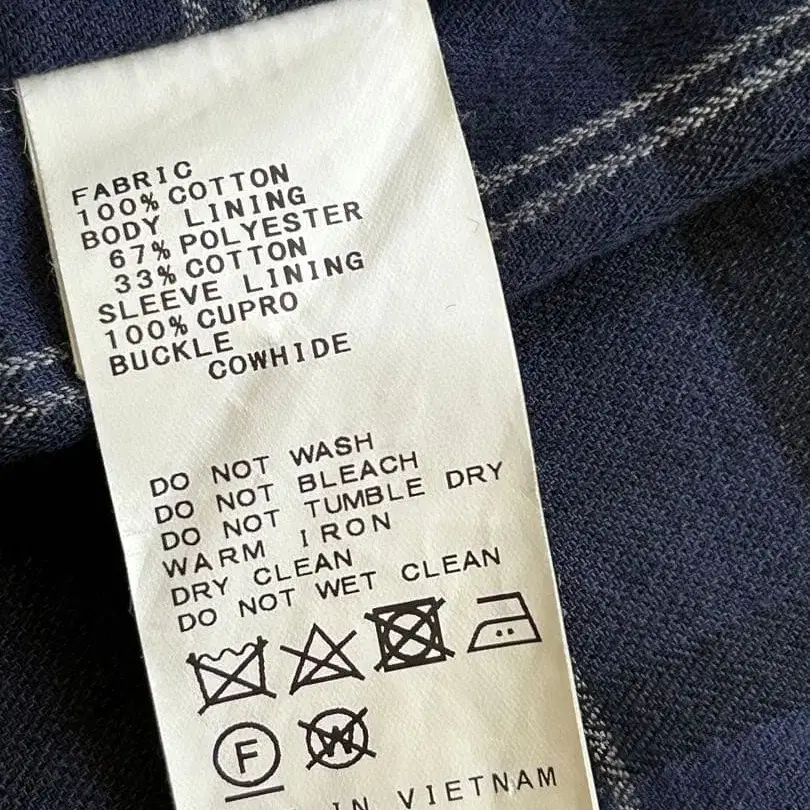 FABRIC
100% COTTON
BODY LINING
67% POLYESTER
33% COTTON
SLEEVE LINING
100% CUPRO
BUCKLE
COWHIDE
DO NOT WASH
DO NOT BLEACH
DO NOT TUMBLE DRY
WARM IRON
DRY CLEAN
DO NOT WET CLEAN
F W
IN VIETNAM